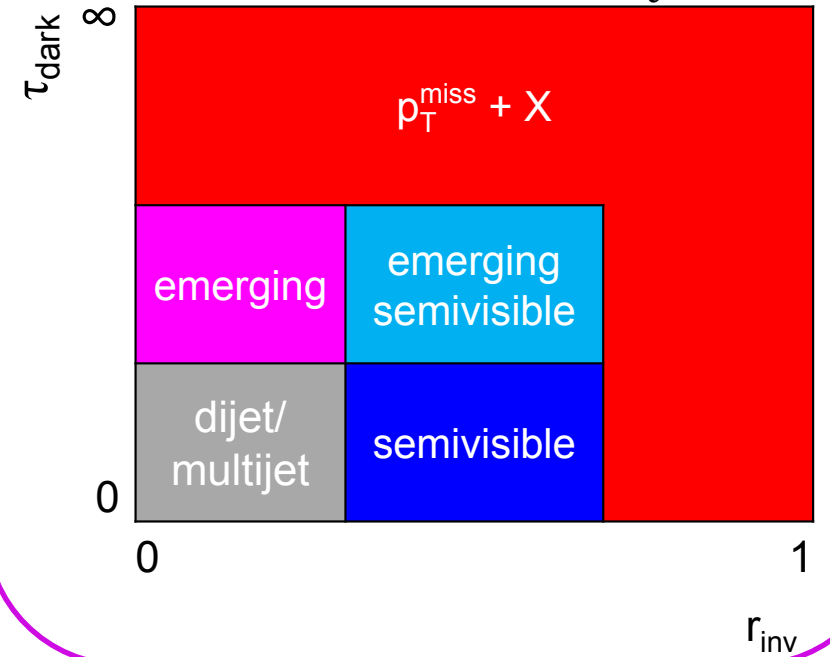 ∞
τdark
pTmiss + X
emerging
emerging
semivisible
dijet/
multijet
semivisible
0
0
1
rinv